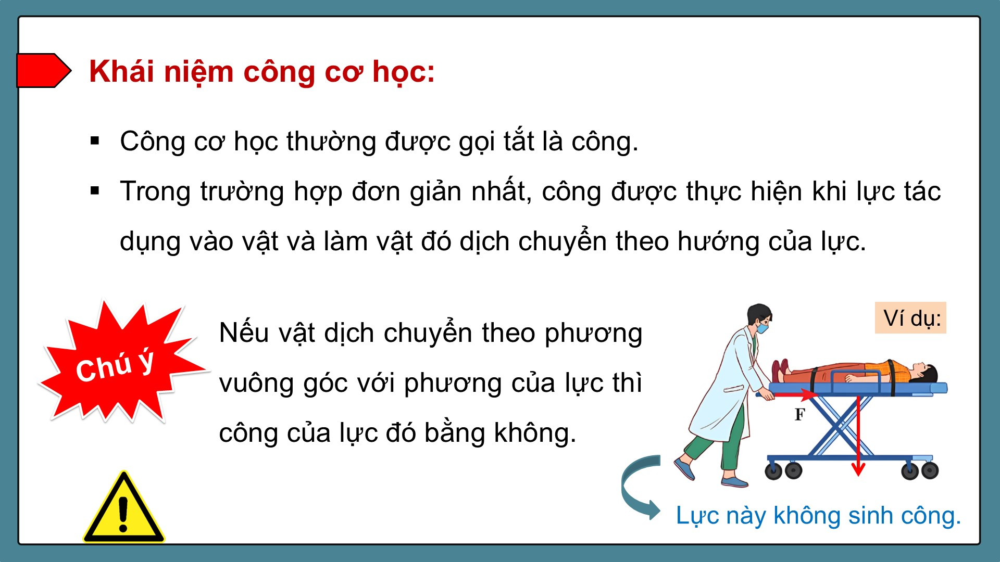 Khái niệm công cơ học:
▪ Công cơ học thường được gọi tắt là công.
▪ Trong trường hợp đơn giản nhất, công được thực hiện khi lực tác
dụng vào vật và làm vật đó dịch chuyển theo hướng của lực.
Chú ý
Nếu vật dịch chuyển theo phương
vuông góc với phương của lực thì
công của lực đó bằng không.
Ví dụ:
F
Lực này không sinh công.